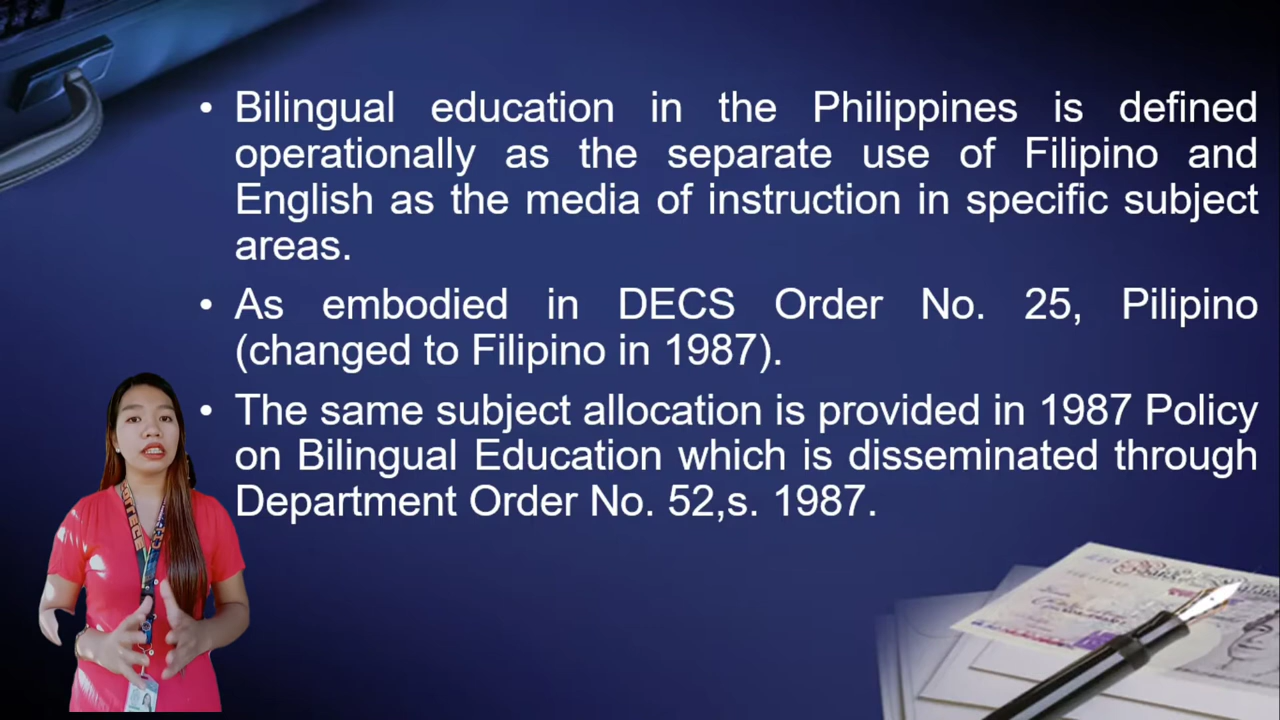 • Bilingual education in the Philippines is defined
operationally as the separate use of Filipino and
English as the media of instruction in specific subject
areas.
• As embodied in DECS Order No. 25, Pilipino
(changed to Filipino in 1987).
• The same subject allocation is provided in 1987 Policy
on Bilingual Education which is disseminated through
Department Order No. 52,s. 1987.